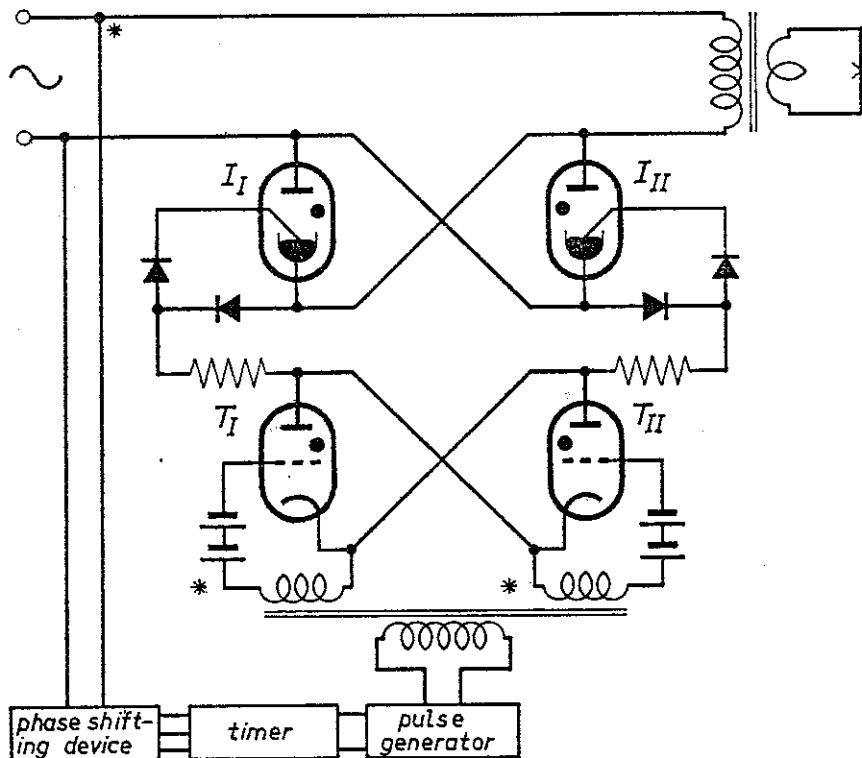 *
I_I
I_II
T_I
T_II
*
*
phase shift-
ing device
timer
pulse
generator